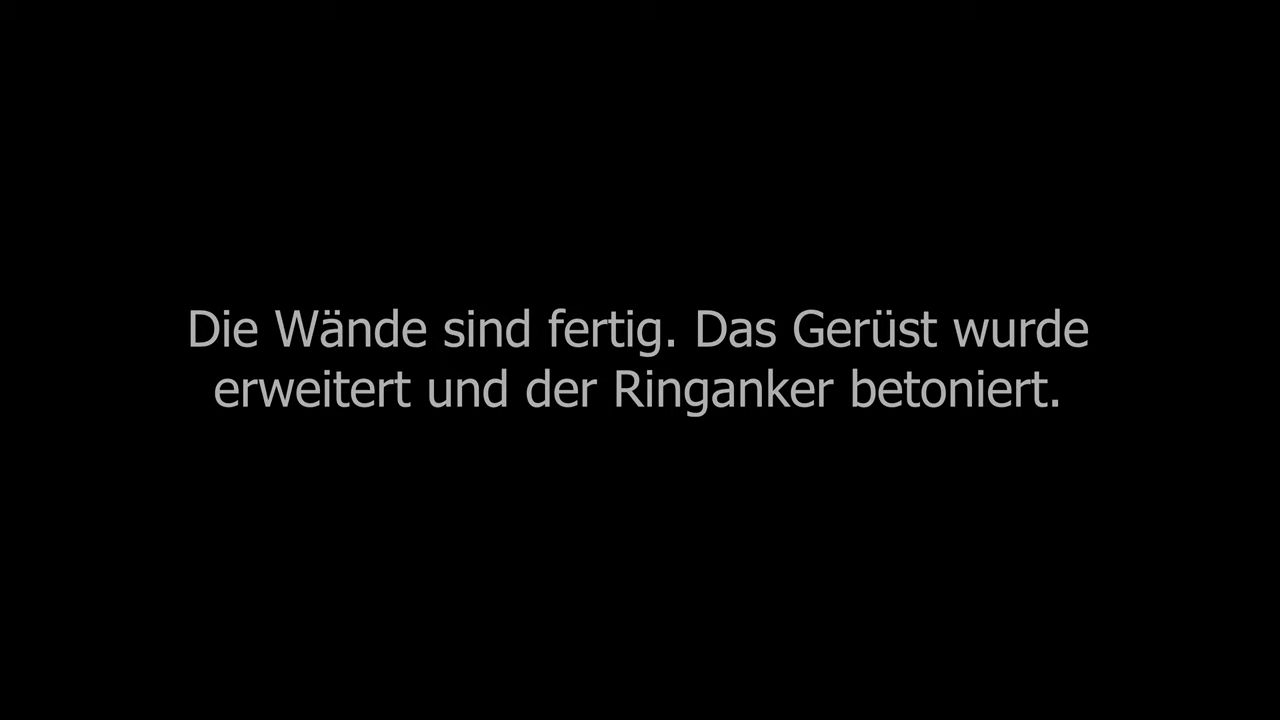 Die Wände sind fertig. Das Gerüst wurde
erweitert und der Ringanker betoniert.